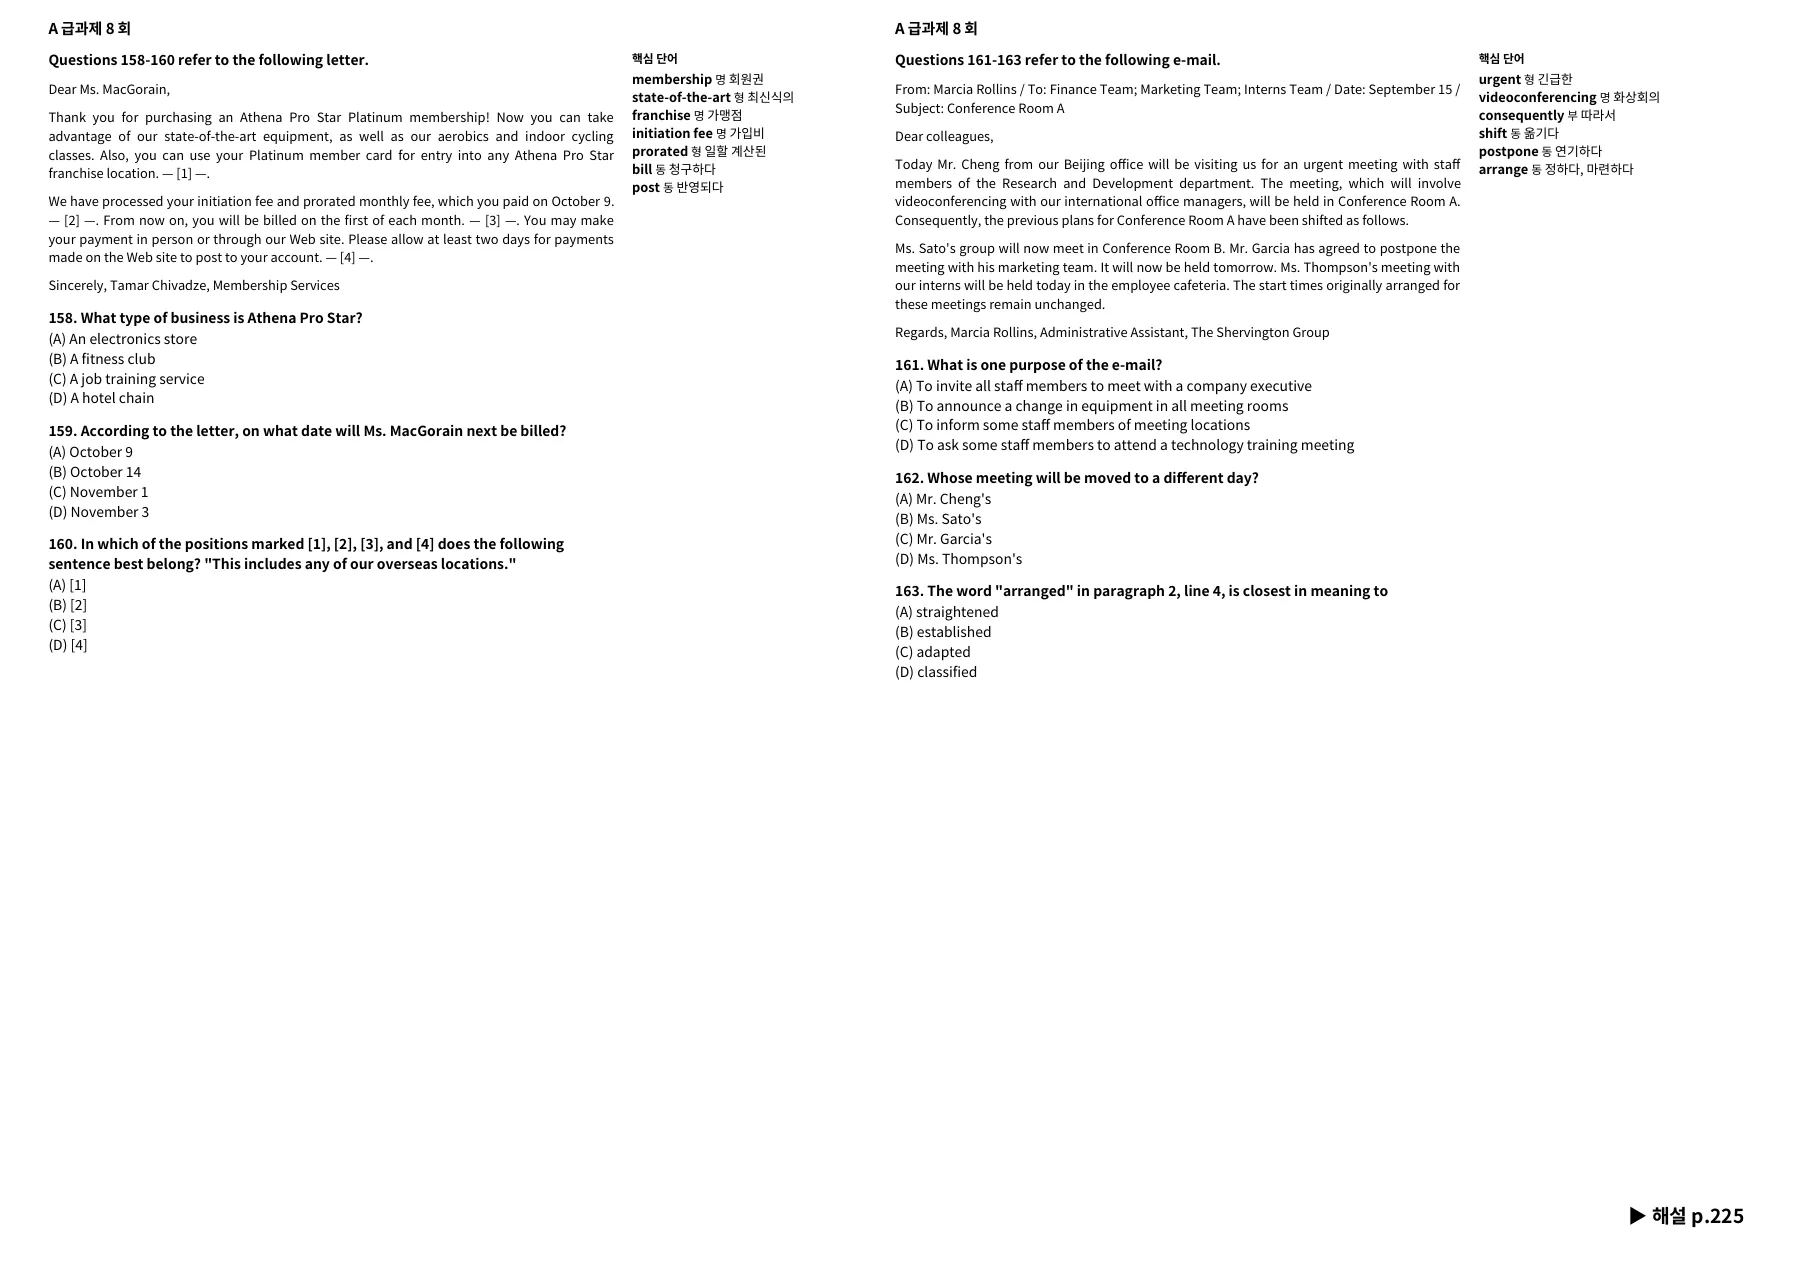 A 급과제 8 회
Questions 158-160 refer to the following letter.
Dear Ms. MacGorain,
Thank you for purchasing an Athena Pro Star Platinum membership! Now you can take
advantage of our state-of-the-art equipment, as well as our aerobics and indoor cycling
classes. Also, you can use your Platinum member card for entry into any Athena Pro Star
franchise location. — [1] —.
We have processed your initiation fee and prorated monthly fee, which you paid on October 9.
— [2] —. From now on, you will be billed on the first of each month. — [3] —. You may make
your payment in person or through our Web site. Please allow at least two days for payments
made on the Web site to post to your account. — [4] —.
Sincerely, Tamar Chivadze, Membership Services
158. What type of business is Athena Pro Star?
(A) An electronics store
(B) A fitness club
(C) A job training service
(D) A hotel chain
159. According to the letter, on what date will Ms. MacGorain next be billed?
(A) October 9
(B) October 14
(C) November 1
(D) November 3
160. In which of the positions marked [1], [2], [3], and [4] does the following
sentence best belong? "This includes any of our overseas locations."
(A) [1]
(B) [2]
(C) [3]
(D) [4]
핵심 단어
membership 명 회원권
state-of-the-art 형 최신식의
franchise 명 가맹점
initiation fee 명 가입비
prorated 형 일할 계산된
bill 동 청구하다
post 동 반영되다
A 급과제 8 회
Questions 161-163 refer to the following e-mail.
From: Marcia Rollins / To: Finance Team; Marketing Team; Interns Team / Date: September 15 /
Subject: Conference Room A
Dear colleagues,
Today Mr. Cheng from our Beijing office will be visiting us for an urgent meeting with staff
members of the Research and Development department. The meeting, which will involve
videoconferencing with our international office managers, will be held in Conference Room A.
Consequently, the previous plans for Conference Room A have been shifted as follows.
Ms. Sato's group will now meet in Conference Room B. Mr. Garcia has agreed to postpone the
meeting with his marketing team. It will now be held tomorrow. Ms. Thompson's meeting with
our interns will be held today in the employee cafeteria. The start times originally arranged for
these meetings remain unchanged.
Regards, Marcia Rollins, Administrative Assistant, The Shervington Group
161. What is one purpose of the e-mail?
(A) To invite all staff members to meet with a company executive
(B) To announce a change in equipment in all meeting rooms
(C) To inform some staff members of meeting locations
(D) To ask some staff members to attend a technology training meeting
162. Whose meeting will be moved to a different day?
(A) Mr. Cheng's
(B) Ms. Sato's
(C) Mr. Garcia's
(D) Ms. Thompson's
163. The word "arranged" in paragraph 2, line 4, is closest in meaning to
(A) straightened
(B) established
(C) adapted
(D) classified
핵심 단어
urgent 형 긴급한
videoconferencing 명 화상회의
consequently 부 따라서
shift 동 옮기다
postpone 동 연기하다
arrange 동 정하다, 마련하다
▶ 해설 p.225